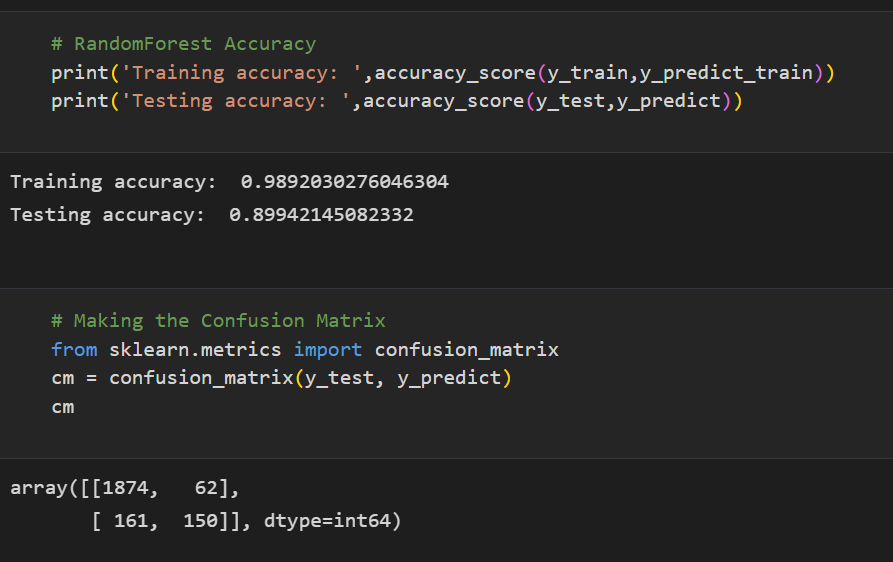 # RandomForest Accuracy
print('Training accuracy: ',accuracy_score(y_train,y_predict_train))
print('Testing accuracy: ',accuracy_score(y_test,y_predict))
Training accuracy:  0.9892030276046304
Testing accuracy:  0.89942145082332
# Making the Confusion Matrix
from sklearn.metrics import confusion_matrix
cm = confusion_matrix(y_test, y_predict)
cm
array([[1874,   62],
       [ 161,  150]], dtype=int64)